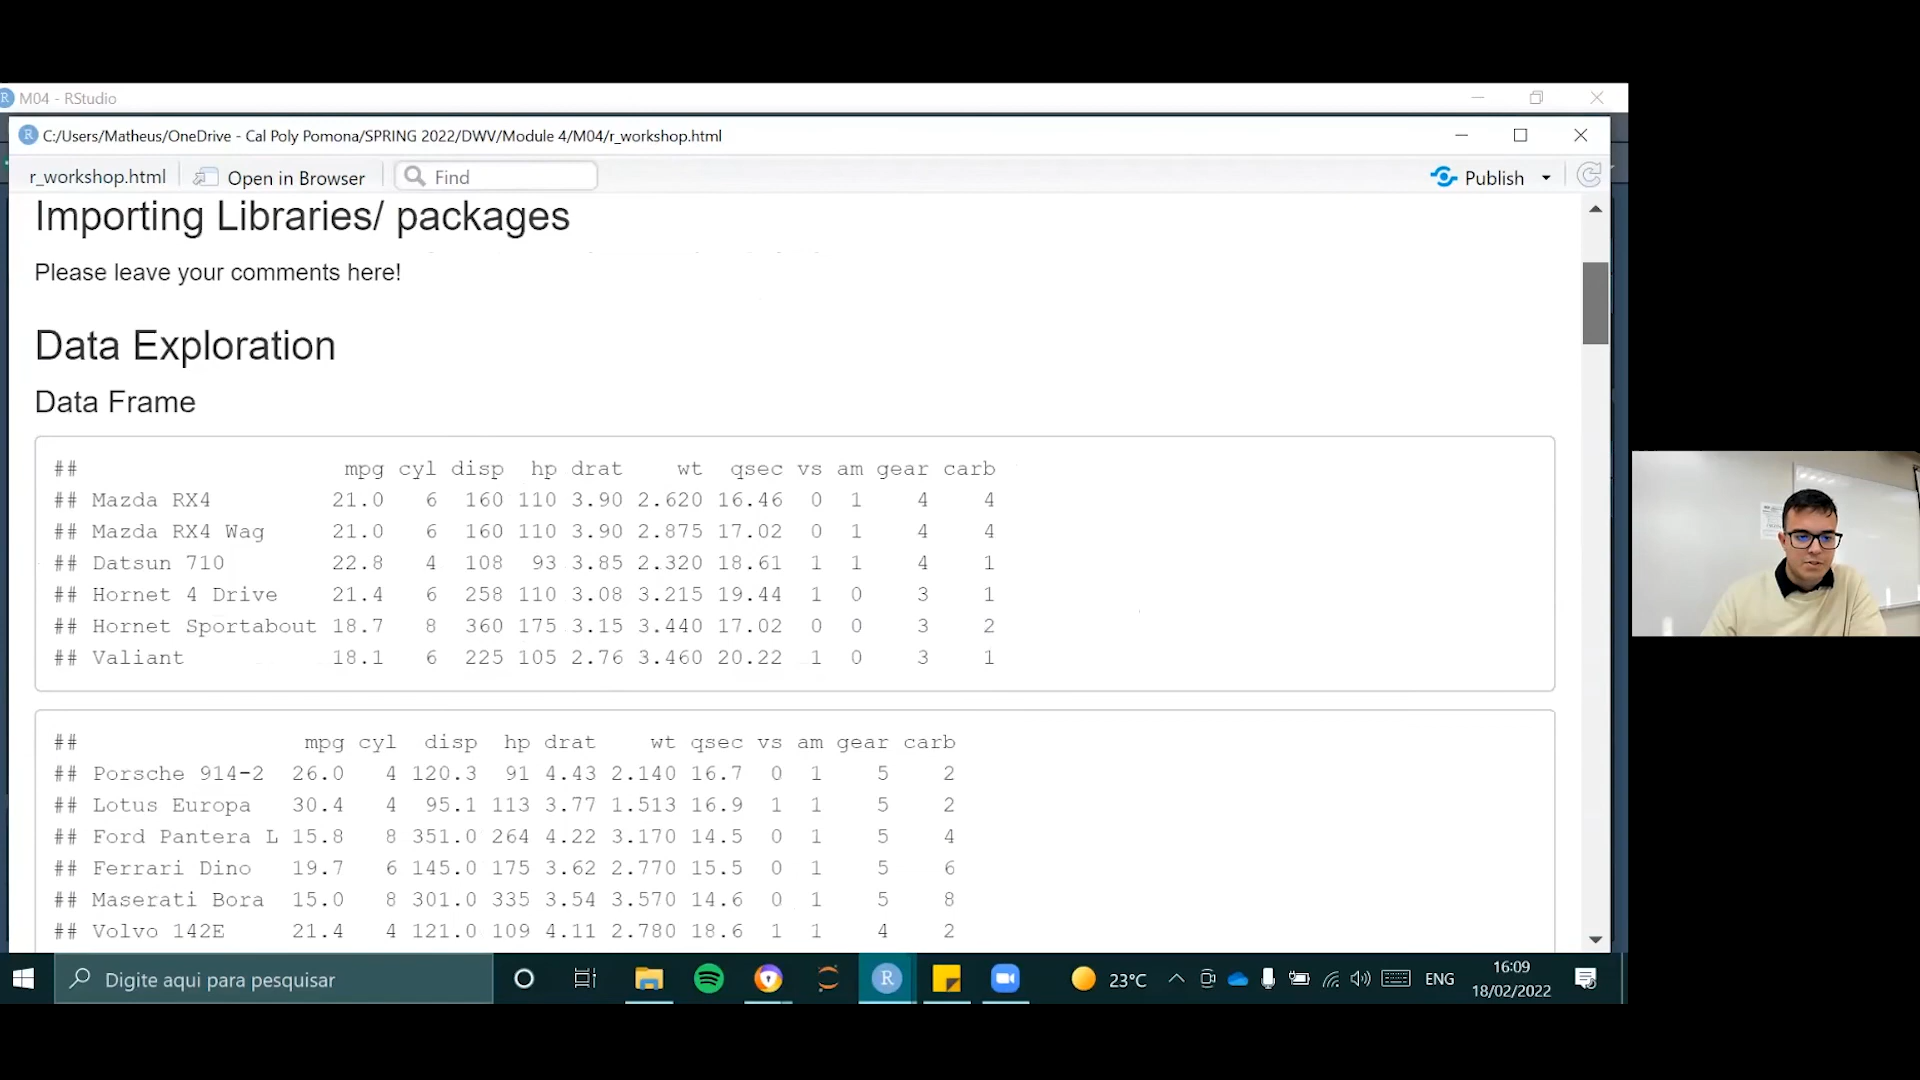 M04 - RStudio
C:/Users/Matheus/OneDrive - Cal Poly Pomona/SPRING 2022/DWV/Module 4/M04/r_workshop.html
r_workshop.html Open in Browser Find Publish
Importing Libraries/ packages
Please leave your comments here!
Data Exploration
Data Frame
## mpg cyl disp hp drat wt qsec vs am gear carb
## Mazda RX4 21.0 6 160 110 3.90 2.620 16.46 0 1 4 4
## Mazda RX4 Wag 21.0 6 160 110 3.90 2.875 17.02 0 1 4 4
## Datsun 710 22.8 4 108 93 3.85 2.320 18.61 1 1 4 1
## Hornet 4 Drive 21.4 6 258 110 3.08 3.215 19.44 1 0 3 1
## Hornet Sportabout 18.7 8 360 175 3.15 3.440 17.02 0 0 3 2
## Valiant 18.1 6 225 105 2.76 3.460 20.22 1 0 3 1
## mpg cyl disp hp drat wt qsec vs am gear carb
## Porsche 914-2 26.0 4 120.3 91 4.43 2.140 16.7 0 1 5 2
## Lotus Europa 30.4 4 95.1 113 3.77 1.513 16.9 1 1 5 2
## Ford Pantera L 15.8 8 351.0 264 4.22 3.170 14.5 0 1 5 4
## Ferrari Dino 19.7 6 145.0 175 3.62 2.770 15.5 0 1 5 6
## Maserati Bora 15.0 8 301.0 335 3.54 3.570 14.6 0 1 5 8
## Volvo 142E 21.4 4 121.0 109 4.11 2.780 18.6 1 1 4 2
Digite aqui para pesquisar
23°C
ENG
16:09
18/02/2022